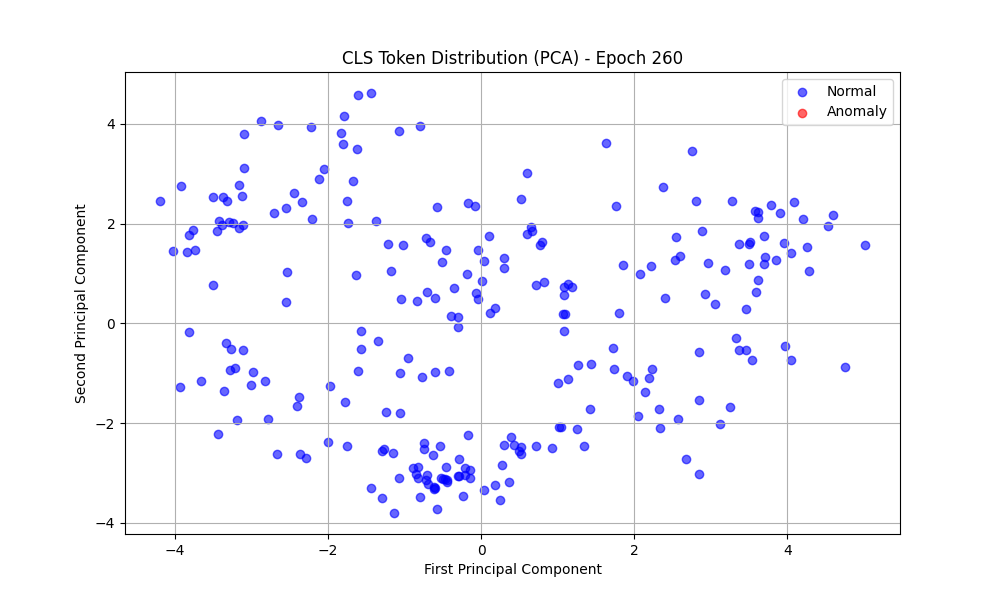 CLS Token Distribution (PCA) - Epoch 260
Normal
Anomaly
4
2
0
−2
−4
Second Principal Component
−4 −2 0 2 4
First Principal Component